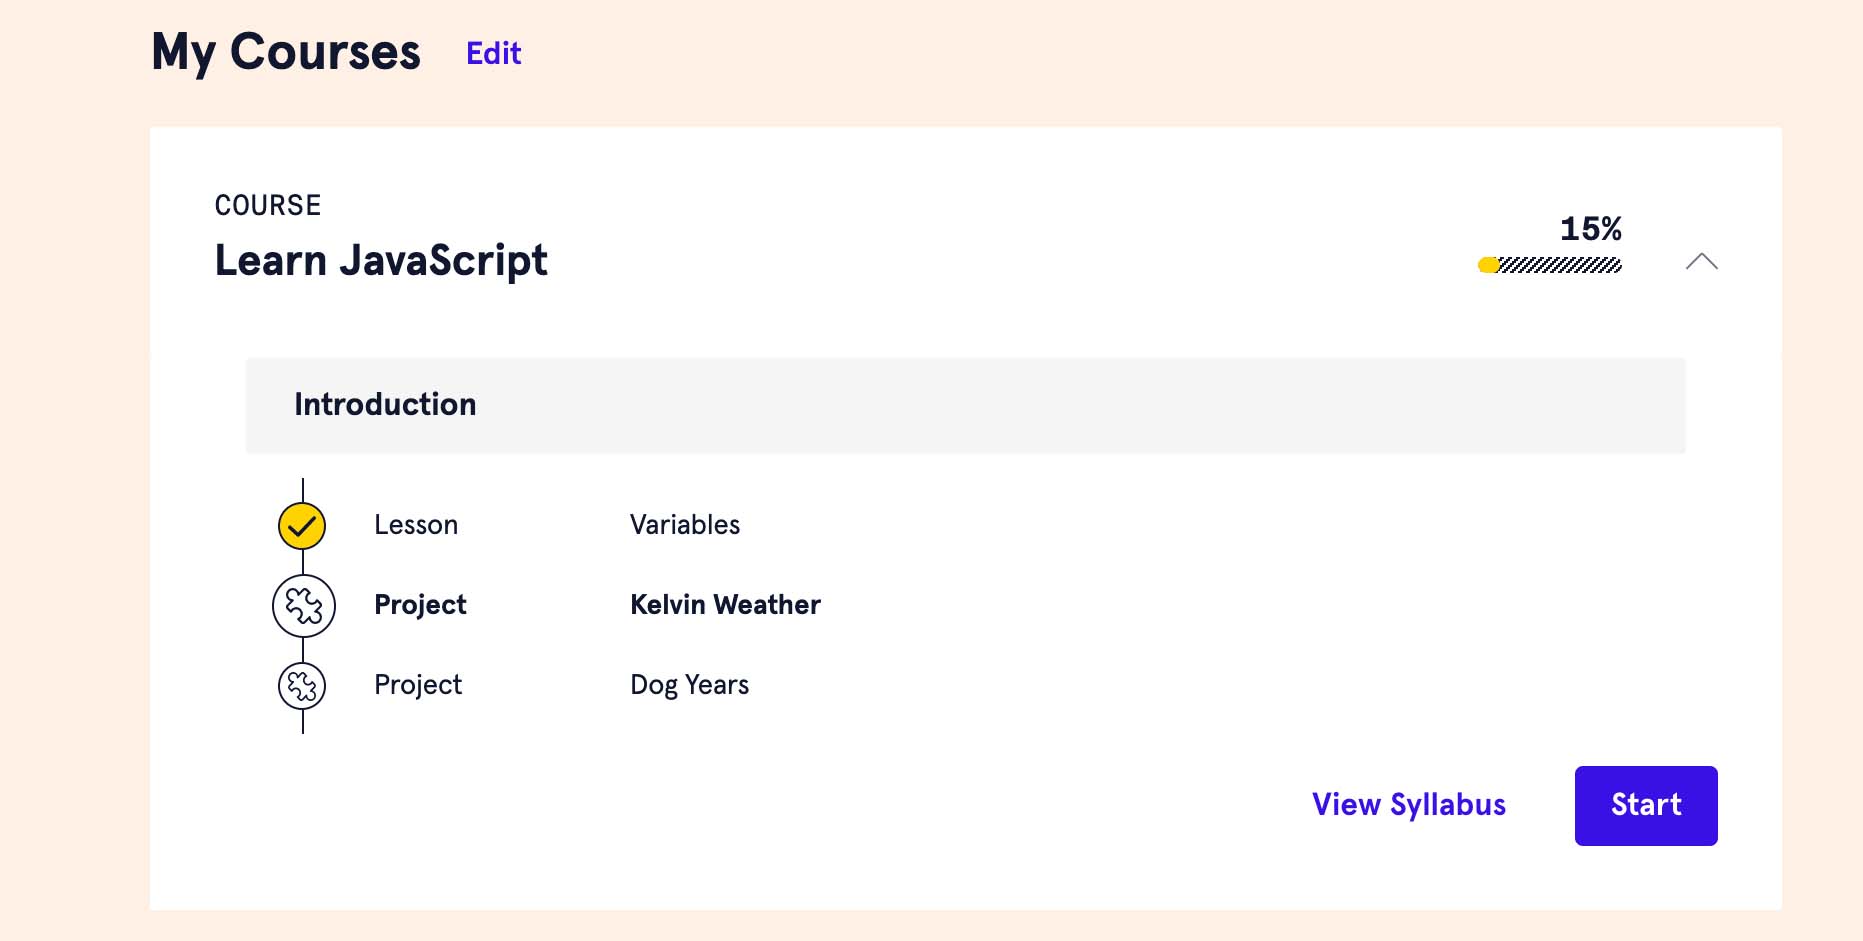 My Courses Edit
COURSE
Learn JavaScript
15%
Introduction
Lesson Variables
Project Kelvin Weather
Project Dog Years
View Syllabus Start